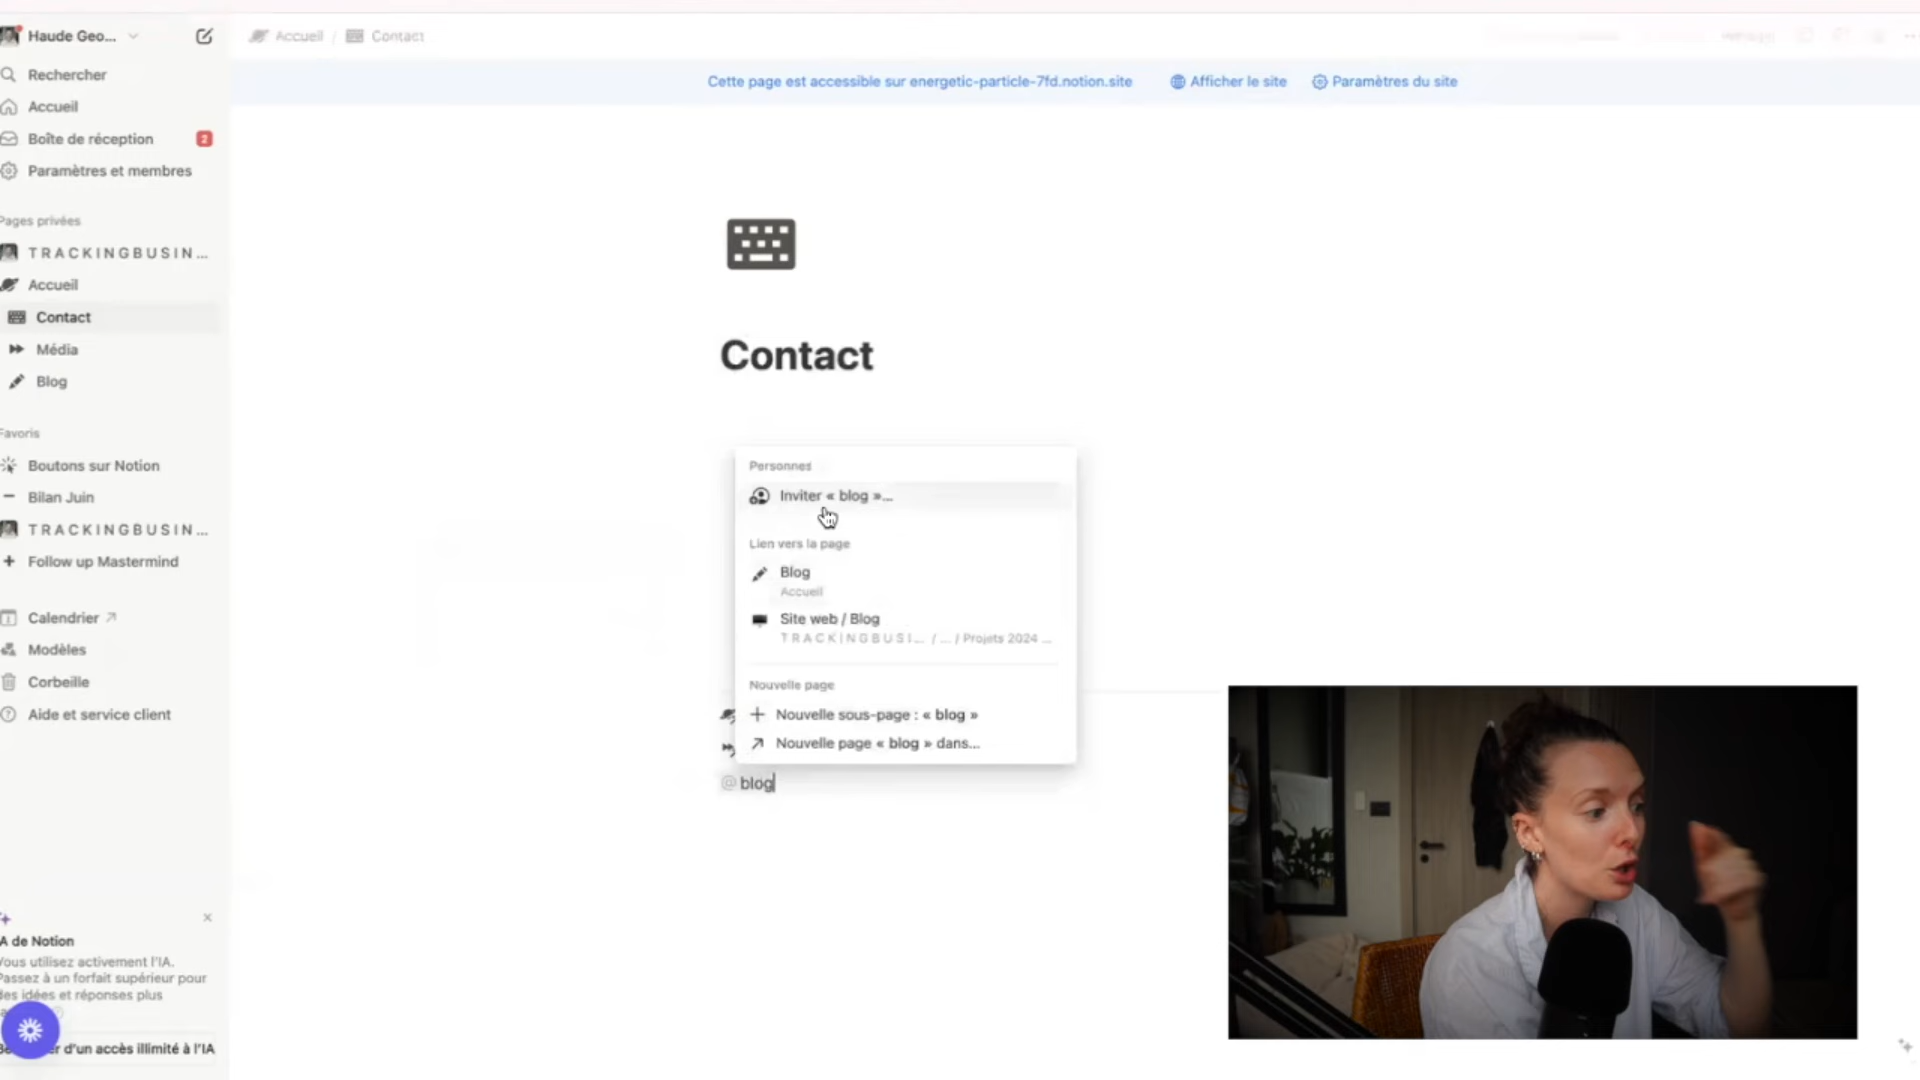 Haude Geo...
Rechercher
Accueil
Boîte de réception
2
Paramètres et membres
Pages privées
T R A C K I N G B U S I N ...
Accueil
Contact
Média
Blog
Favoris
Boutons sur Notion
Bilan Juin
T R A C K I N G B U S I N ...
Follow up Mastermind
Calendrier ↗
Modèles
Corbeille
Aide et service client
A de Notion
Vous utilisez activement l'IA.
Passez à un forfait supérieur pour
des idées et réponses plus
r d'un accès illimité à l'IA
Accueil / Contact
Cette page est accessible sur energetic-particle-7fd.notion.site
Afficher le site
Paramètres du site
Contact
Personnes
Inviter « blog »...
Lien vers la page
Blog
Accueil
Site web / Blog
T R A C K I N G B U S I ... / ... / Projets 2024 ...
Nouvelle page
Nouvelle sous-page : « blog »
Nouvelle page « blog » dans...
@blog